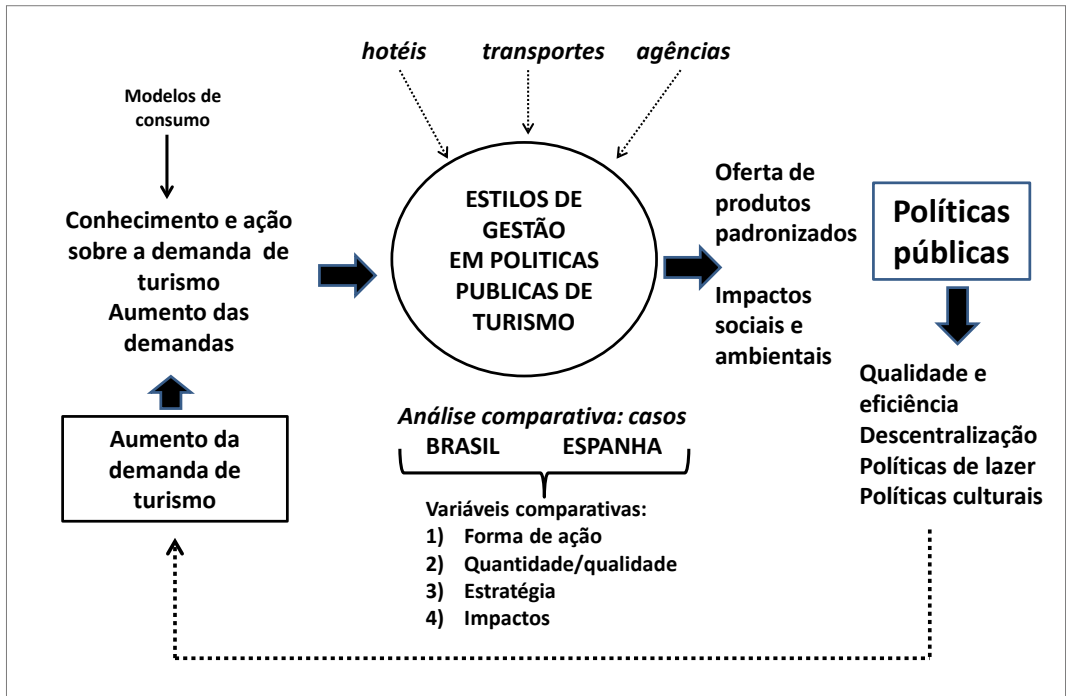 hotéis transportes agências
Modelos de
consumo
Conhecimento e ação
sobre a demanda de
turismo
Aumento das
demandas
Aumento da
demanda de
turismo
ESTILOS DE
GESTÃO
EM POLITICAS
PUBLICAS DE
TURISMO
Análise comparativa: casos
BRASIL ESPANHA
Variáveis comparativas:
1) Forma de ação
2) Quantidade/qualidade
3) Estratégia
4) Impactos
Oferta de
produtos
padronizados
Impactos
sociais e
ambientais
Políticas
públicas
Qualidade e
eficiência
Descentralização
Políticas de lazer
Políticas culturais